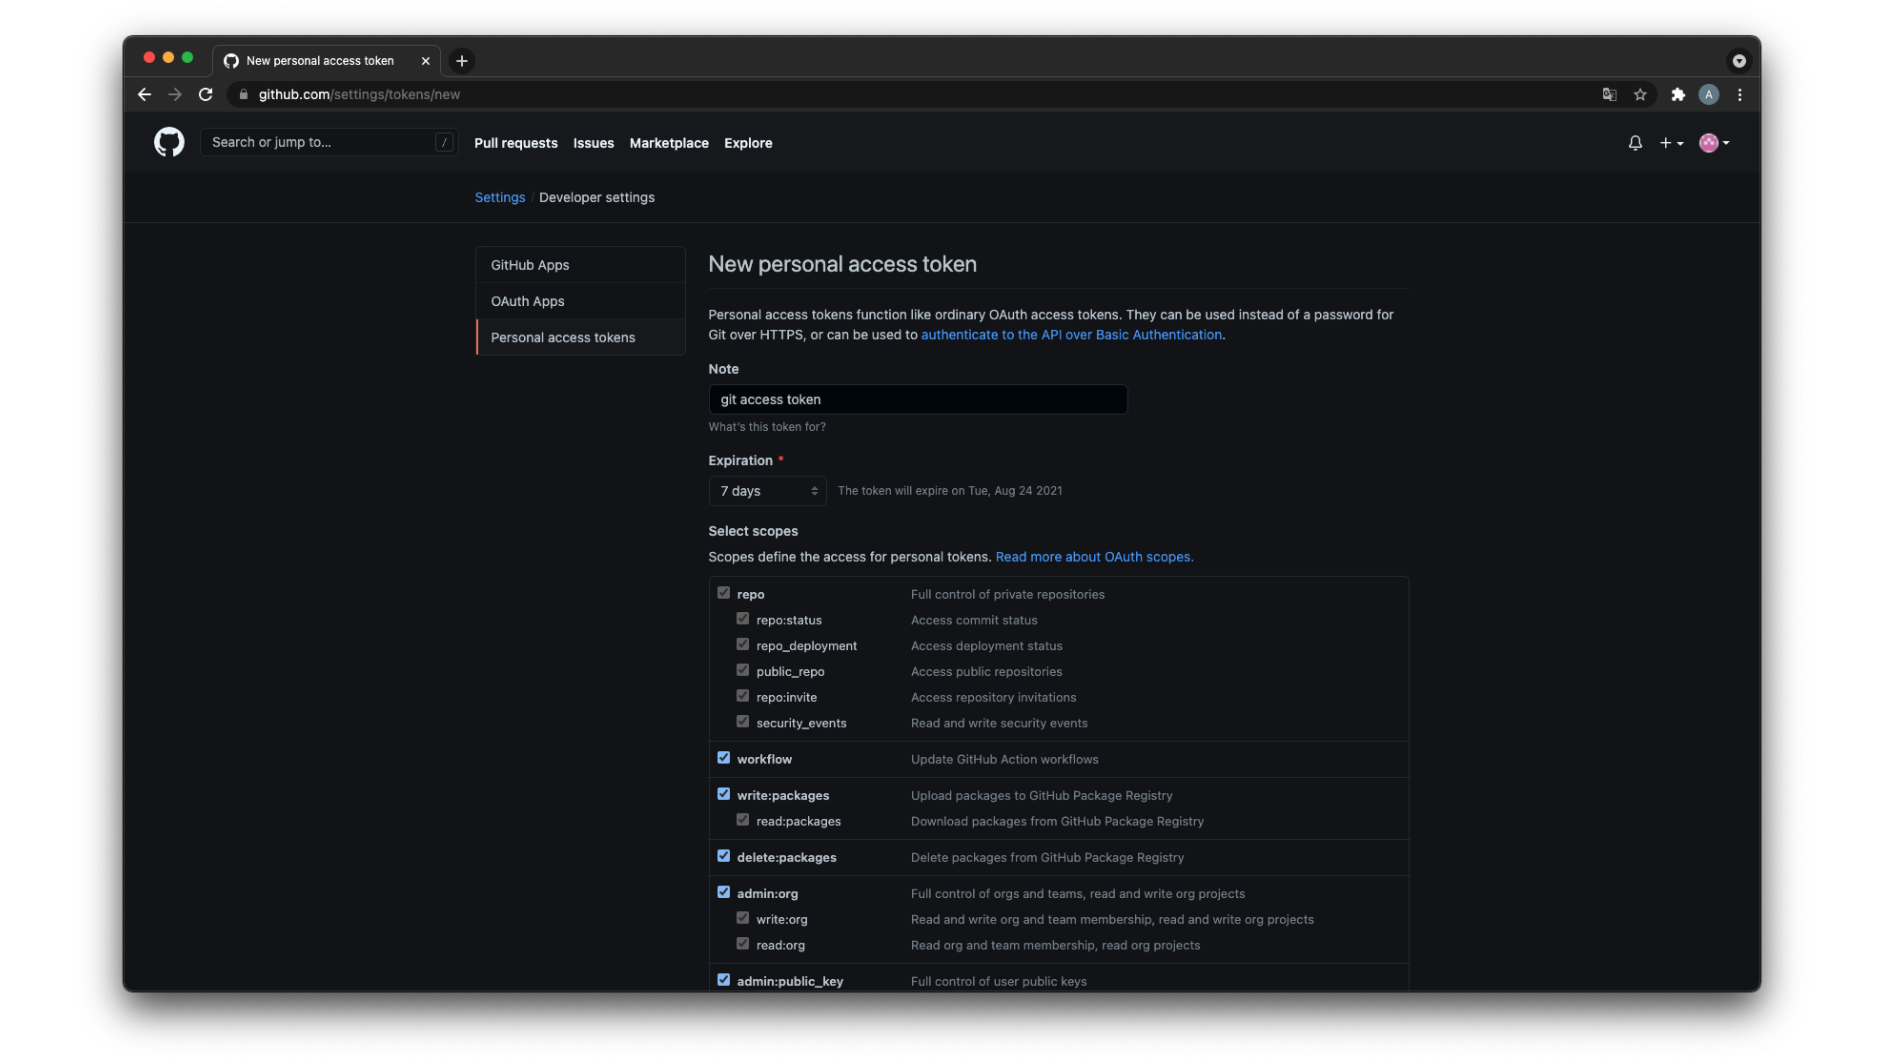 New personal access token
github.com/settings/tokens/new
A
Search or jump to...
/
Pull requests
Issues
Marketplace
Explore
Settings / Developer settings
GitHub Apps
OAuth Apps
Personal access tokens
New personal access token
Personal access tokens function like ordinary OAuth access tokens. They can be used instead of a password for
Git over HTTPS, or can be used to authenticate to the API over Basic Authentication.
Note
git access token
What's this token for?
Expiration *
7 days
The token will expire on Tue, Aug 24 2021
Select scopes
Scopes define the access for personal tokens. Read more about OAuth scopes.
repo Full control of private repositories
repo:status Access commit status
repo_deployment Access deployment status
public_repo Access public repositories
repo:invite Access repository invitations
security_events Read and write security events
workflow Update GitHub Action workflows
write:packages Upload packages to GitHub Package Registry
read:packages Download packages from GitHub Package Registry
delete:packages Delete packages from GitHub Package Registry
admin:org Full control of orgs and teams, read and write org projects
write:org Read and write org and team membership, read and write org projects
read:org Read org and team membership, read org projects
admin:public_key Full control of user public keys